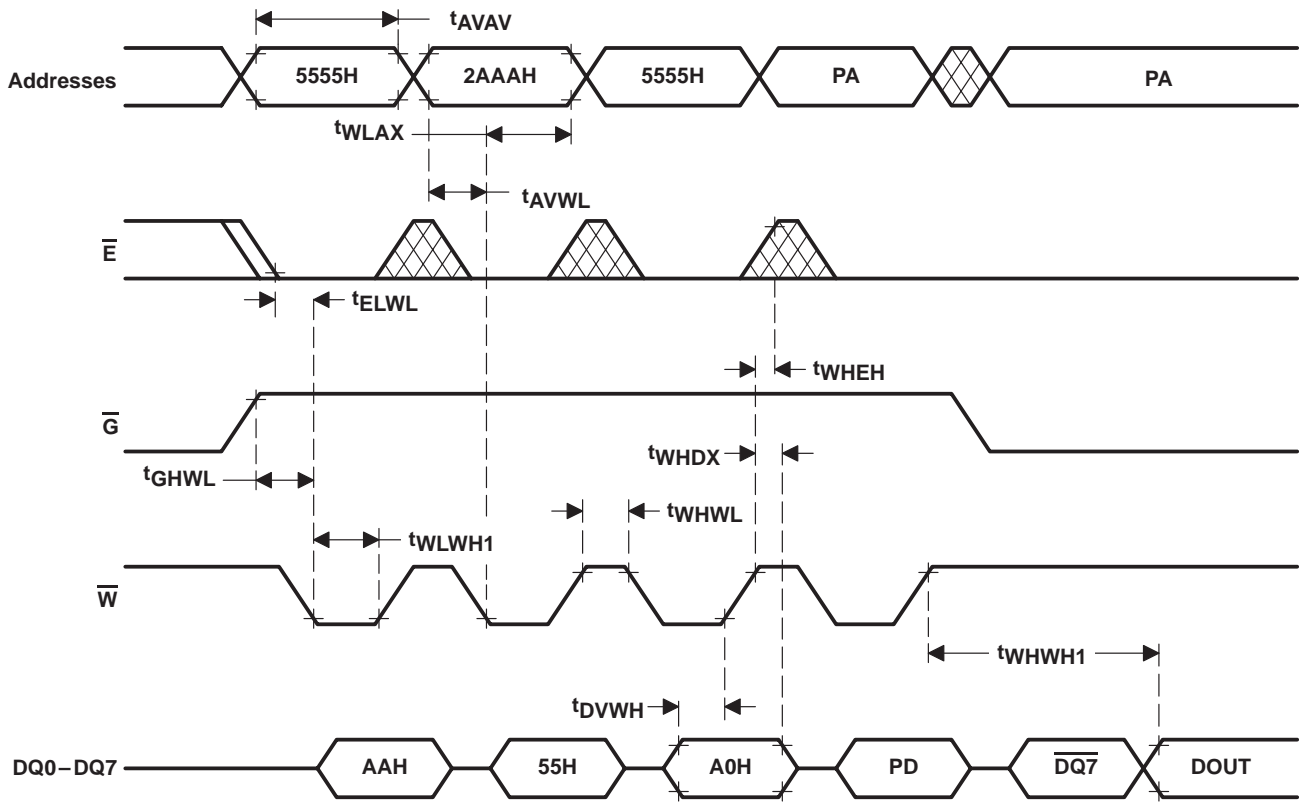 tAVAV
Addresses 5555H 2AAAH 5555H PA PA
tWLAX
tAVWL
E̅
tELWL
tWHEH
G̅
tWHDX
tGHWL
tWHWL
tWLWH1
W̅
tWHWH1
tDVWH
DQ0–DQ7 AAH 55H A0H PD D̅Q̅7̅ DOUT